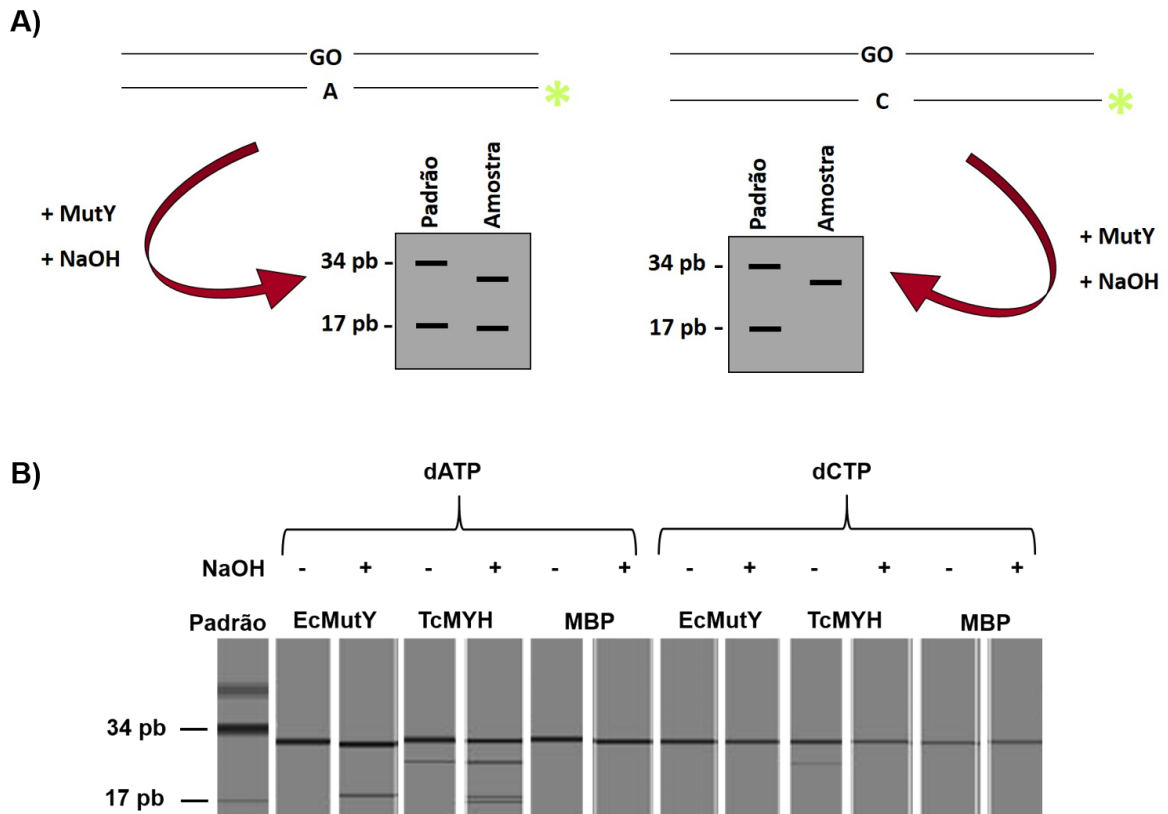 A)
GO
A
*
+ MutY
+ NaOH
Padrão
Amostra
34 pb -
17 pb -
GO
C
*
Padrão
Amostra
34 pb -
17 pb -
+ MutY
+ NaOH
B)
dATP dCTP
NaOH - + - + - + - + - + - +
Padrão EcMutY TcMYH MBP EcMutY TcMYH MBP
34 pb
17 pb